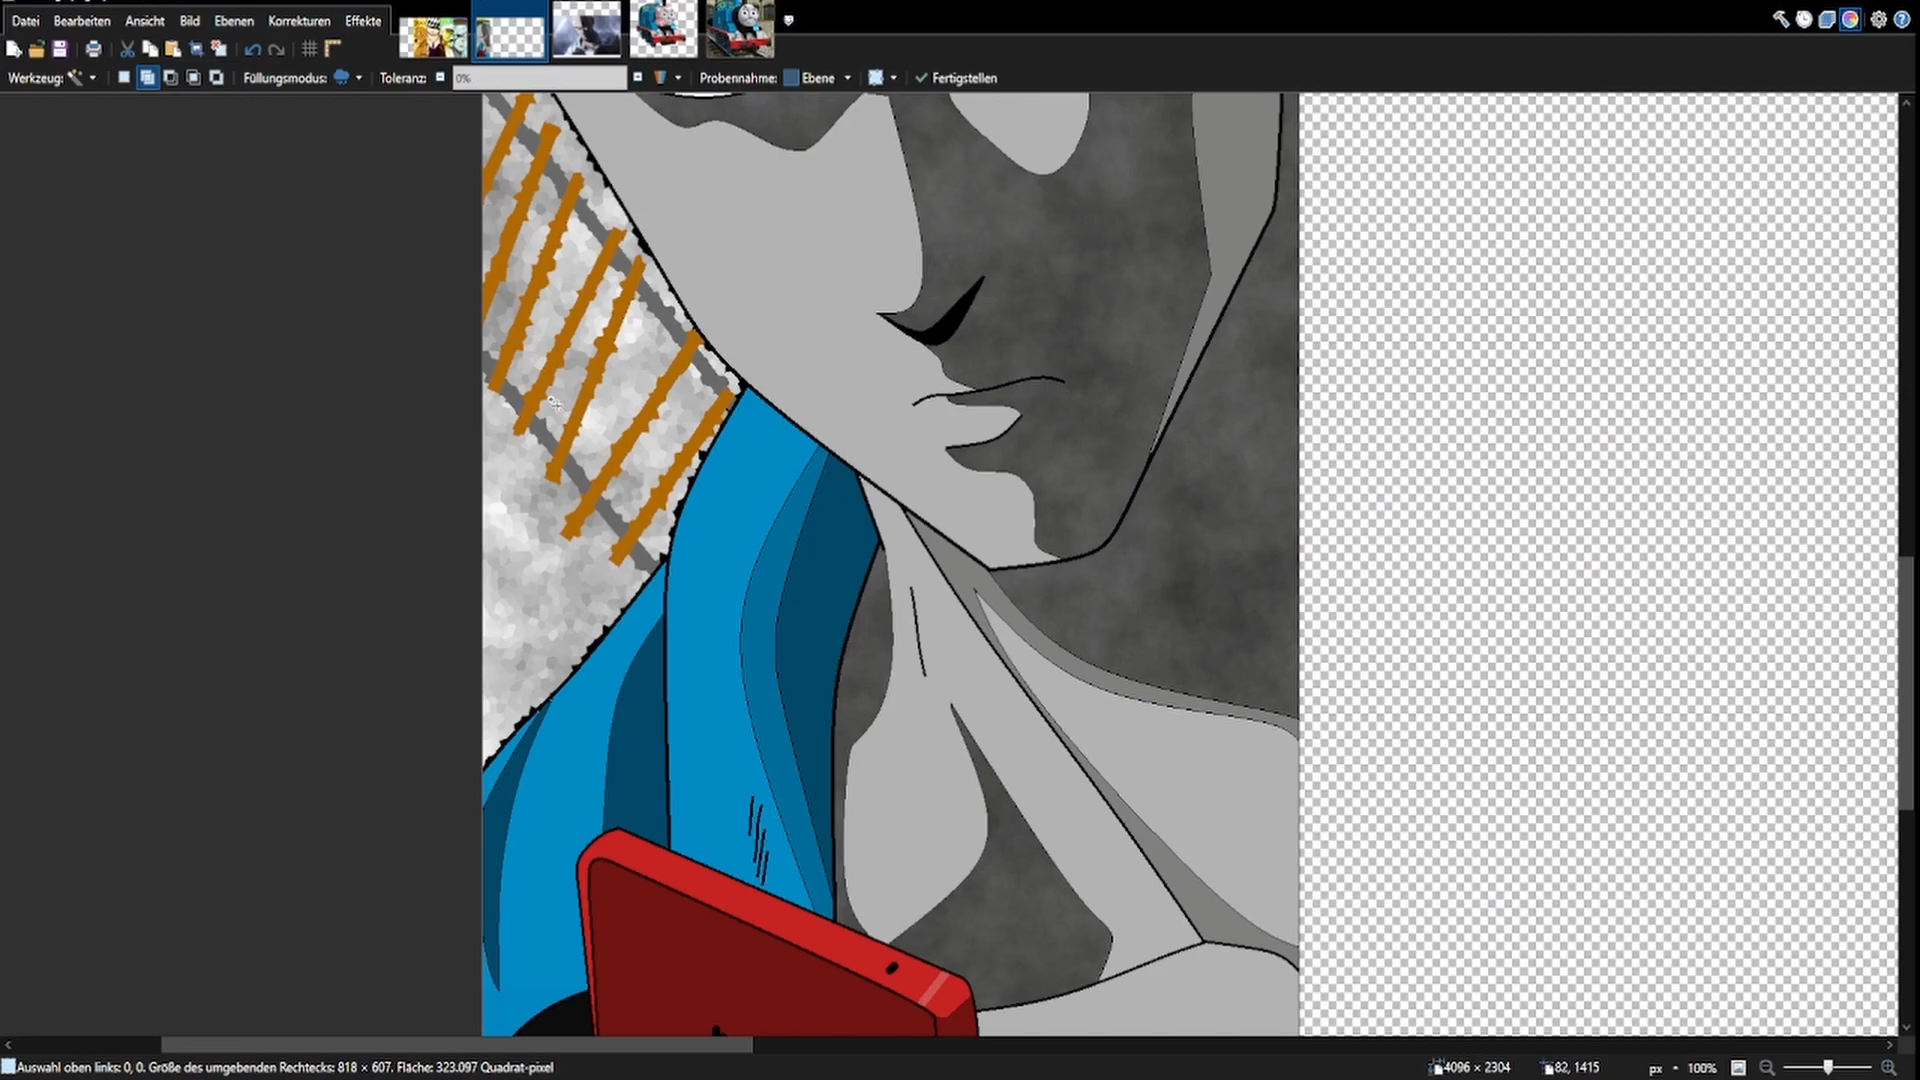 Datei Bearbeiten Ansicht Bild Ebenen Korrekturen Effekte
Werkzeug: Füllungsmodus: Toleranz: 0% Probennahme: Ebene Fertigstellen
Auswahl oben links: 0, 0. Größe des umgebenden Rechtecks: 818 × 607. Fläche: 323.097 Quadrat-pixel 4096 × 2304 82, 1415 px 100%